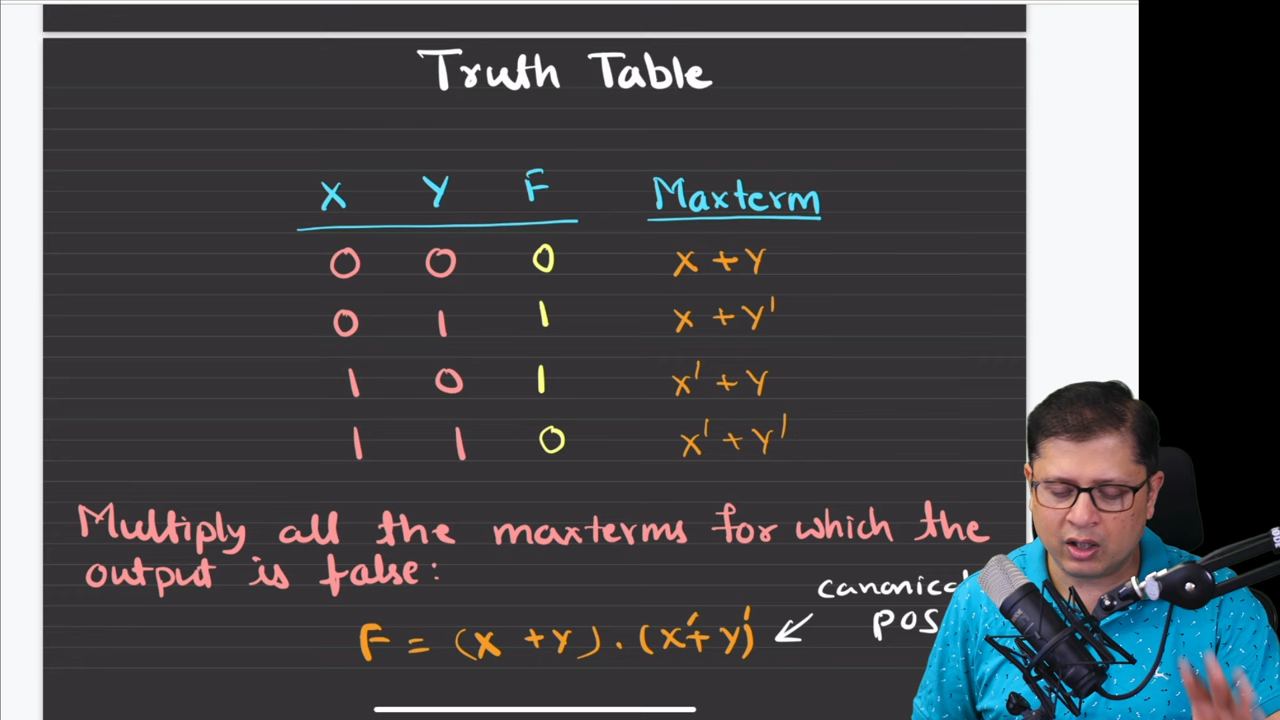 Truth Table
X Y F Maxterm
0 0 0 X + Y
0 1 1 X + Y'
1 0 1 X' + Y
1 1 0 X' + Y'
Multiply all the maxterms for which the
output is false:
canonical
F = (X + Y) . (X' + Y') POS